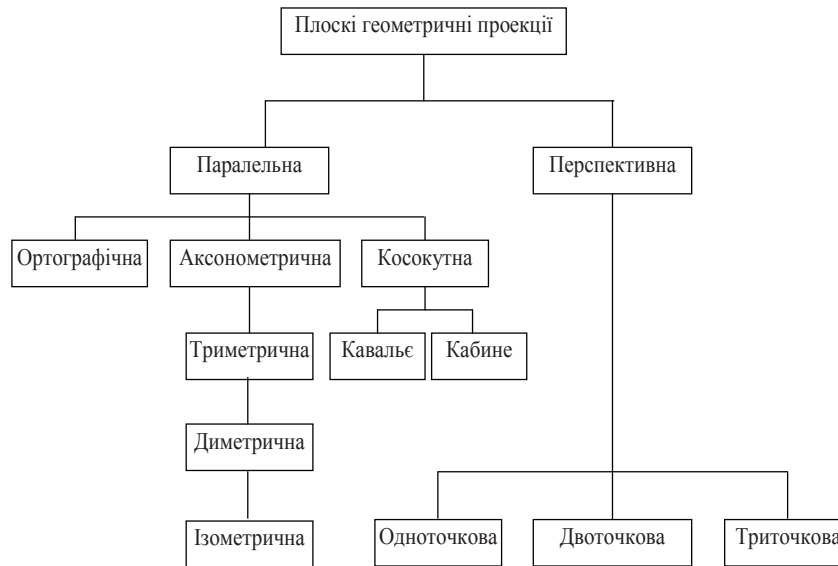 Плоскі геометричні проекції
Паралельна
Перспективна
Ортографічна
Аксонометрична
Косокутна
Триметрична
Кавальє
Кабине
Диметрична
Ізометрична
Одноточкова
Двоточкова
Триточкова